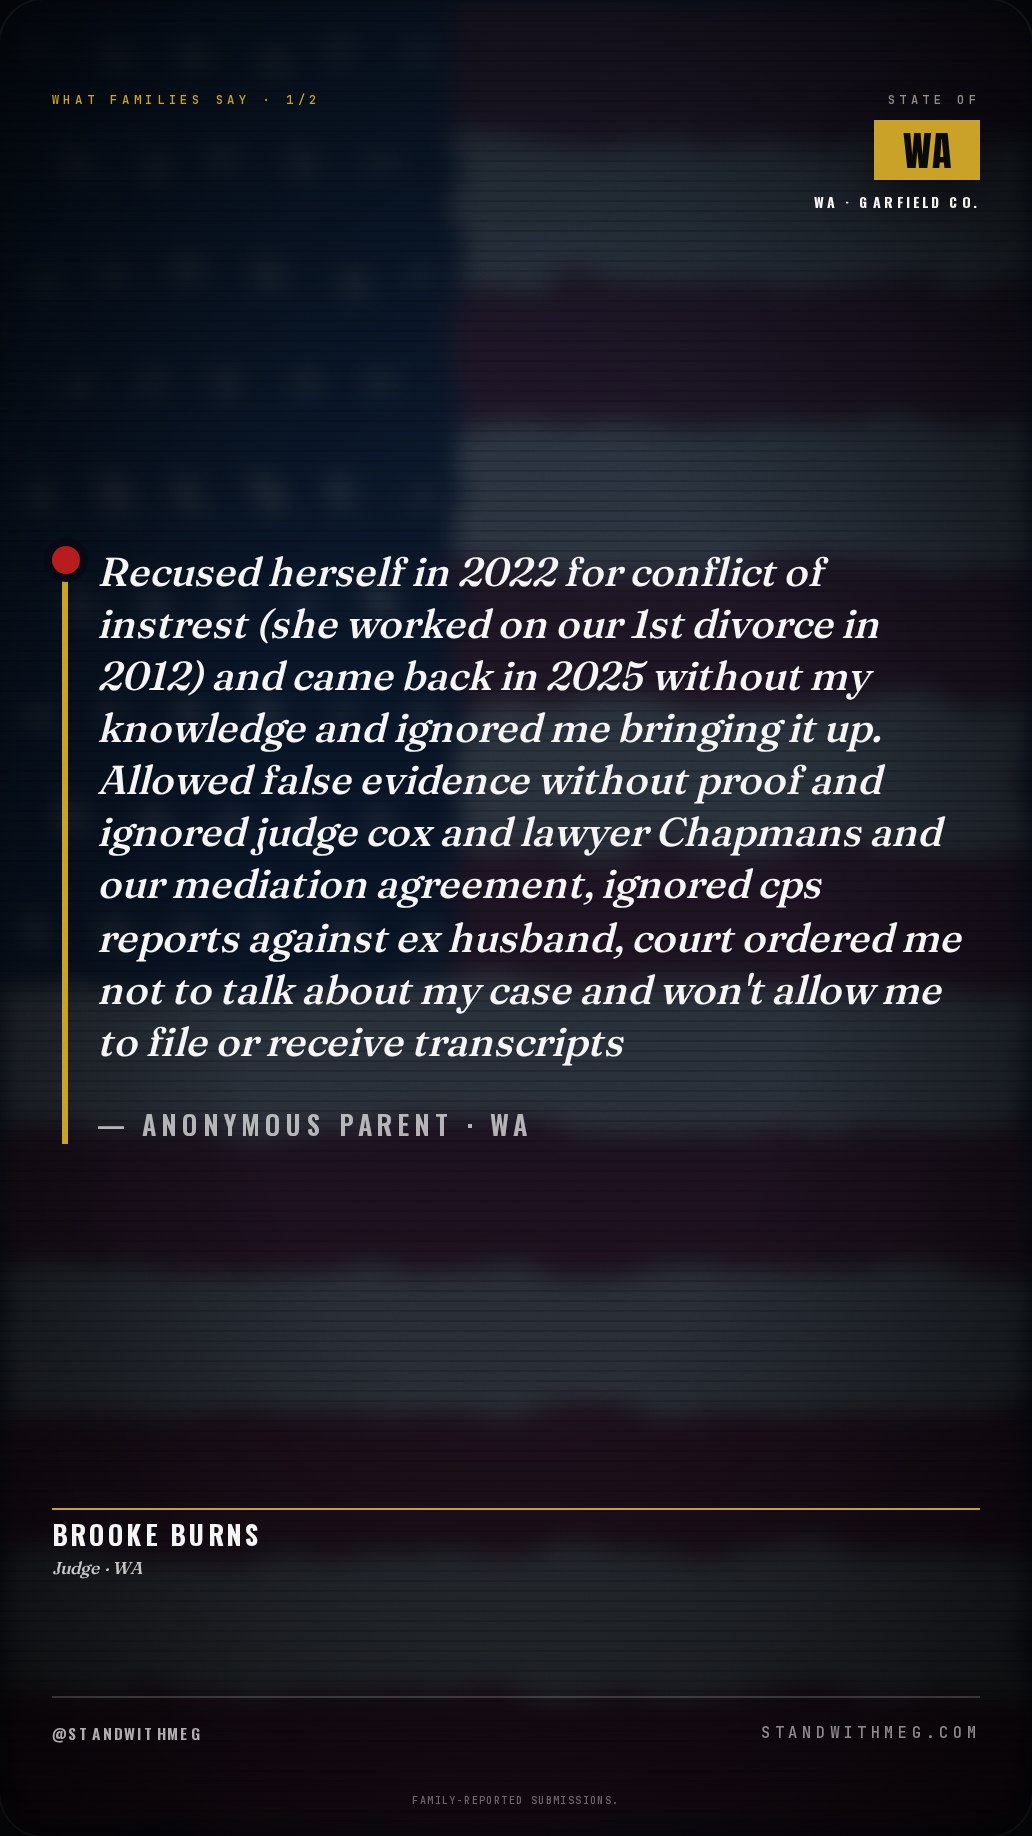 WHAT FAMILIES SAY · 1/2
STATE OF
WA
WA · GARFIELD CO.
Recused herself in 2022 for conflict of
instrest (she worked on our 1st divorce in
2012) and came back in 2025 without my
knowledge and ignored me bringing it up.
Allowed false evidence without proof and
ignored judge cox and lawyer Chapmans and
our mediation agreement, ignored cps
reports against ex husband, court ordered me
not to talk about my case and won't allow me
to file or receive transcripts
— ANONYMOUS PARENT · WA
BROOKE BURNS
Judge · WA
@STANDWITHMEG
STANDWITHMEG.COM
FAMILY-REPORTED SUBMISSIONS.